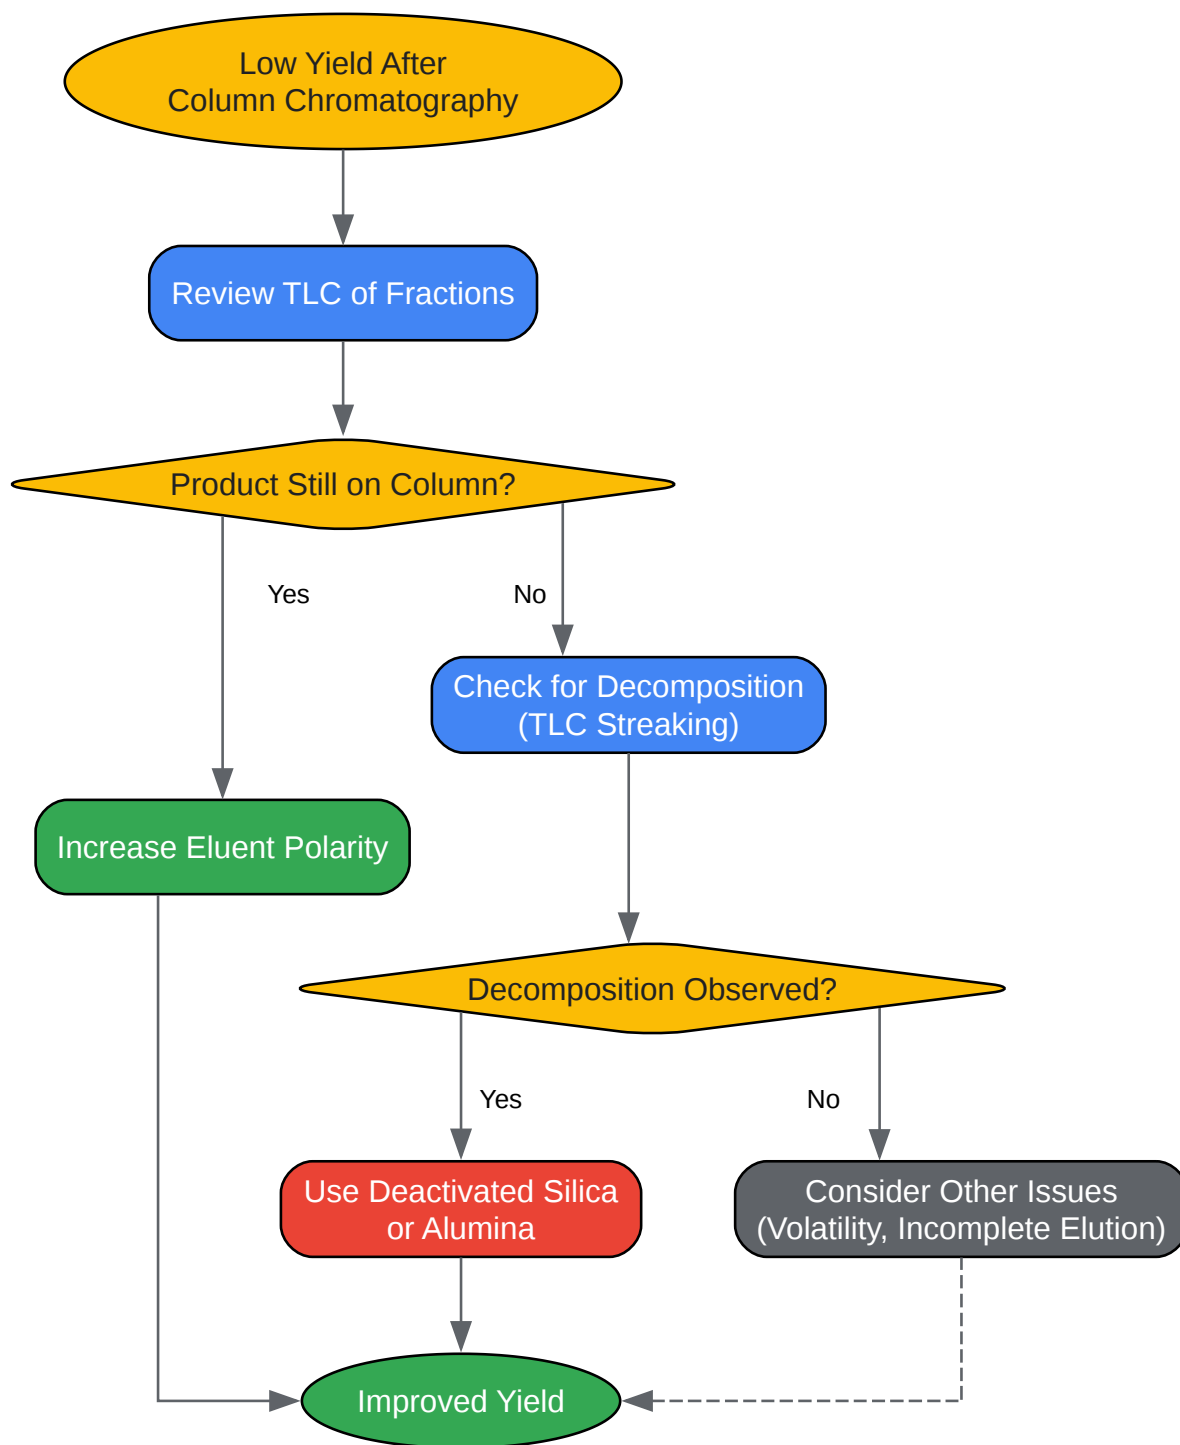 Low Yield After
Column Chromatography
Review TLC of Fractions
Product Still on Column?
Yes
No
Check for Decomposition
(TLC Streaking)
Increase Eluent Polarity
Decomposition Observed?
Yes
No
Use Deactivated Silica
or Alumina
Consider Other Issues
(Volatility, Incomplete Elution)
Improved Yield